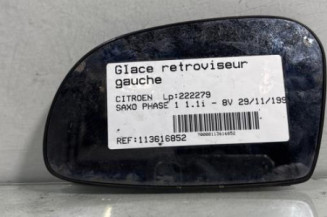 Glace retroviseur
gauche
CITROEN Lp:222279
SAXO PHASE 1 1.1i - 8V 29/11/199
REF:113616852